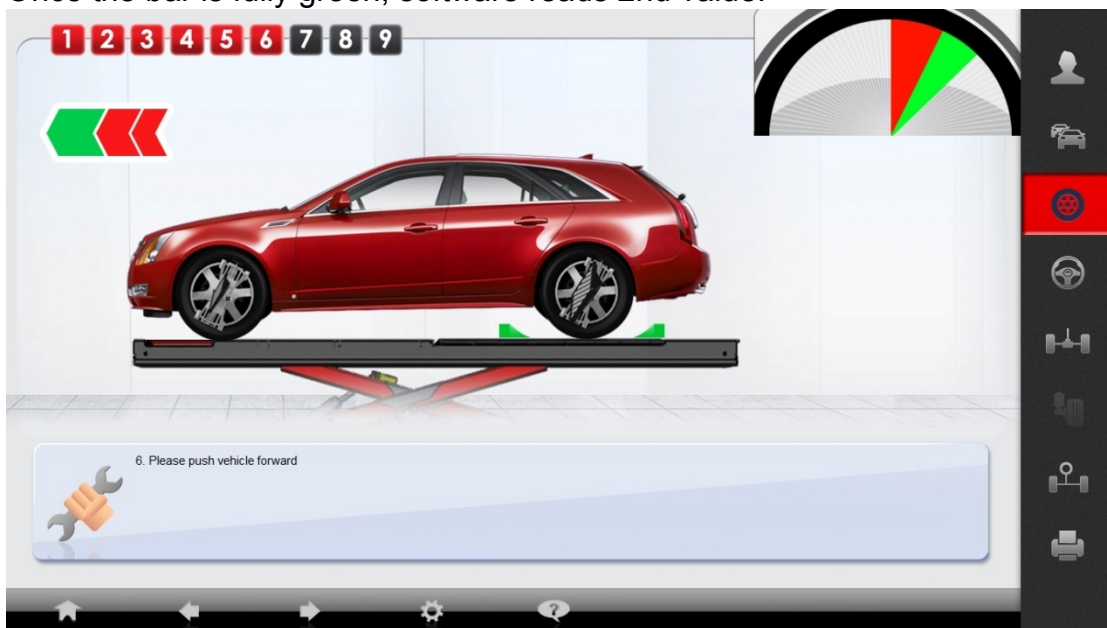 Once the bar is fully green, software reads 2nd value.
1 2 3 4 5 6 7 8 9
6. Please push vehicle forward
?